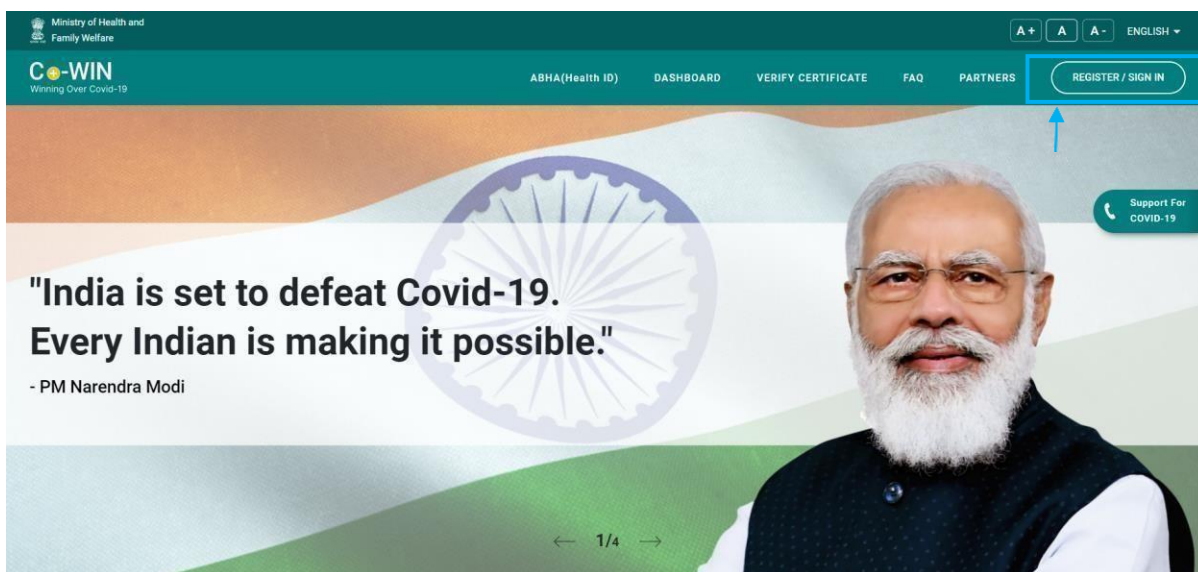 Ministry of Health and
Family Welfare
A+ A A- ENGLISH
Co-WIN
Winning Over Covid-19
ABHA(Health ID) DASHBOARD VERIFY CERTIFICATE FAQ PARTNERS REGISTER / SIGN IN
Support For
COVID-19
"India is set to defeat Covid-19.
Every Indian is making it possible."
- PM Narendra Modi
← 1/4 →